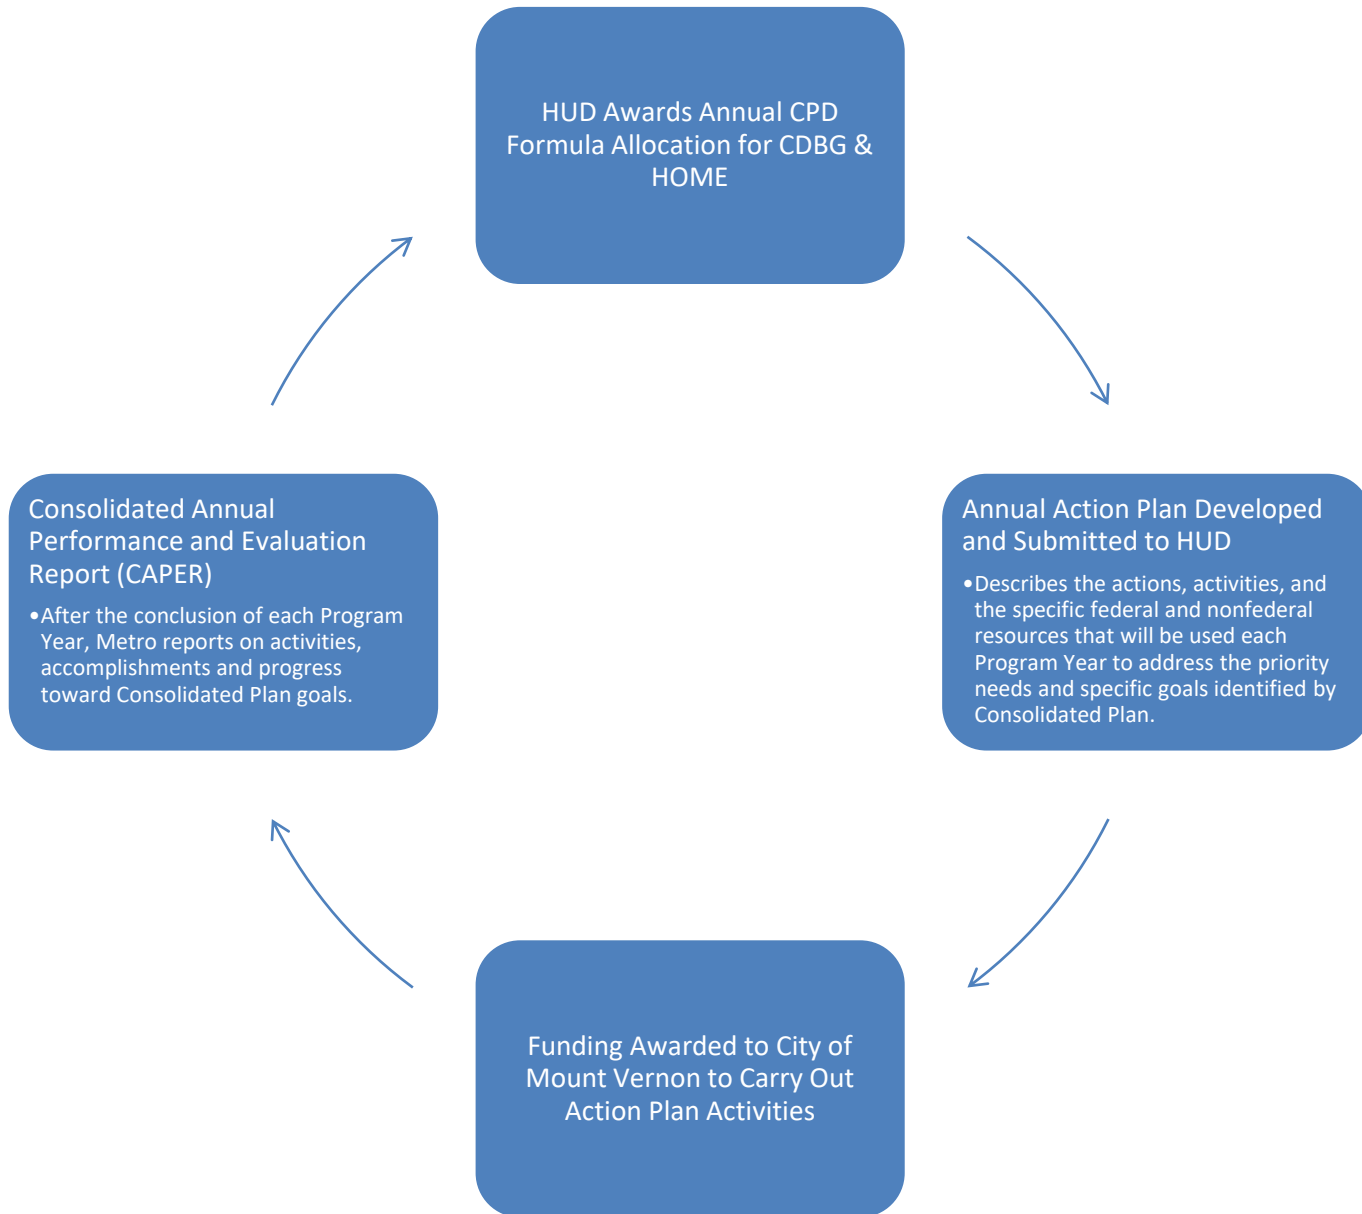 HUD Awards Annual CPD
Formula Allocation for CDBG &
HOME
Annual Action Plan Developed
and Submitted to HUD
•Describes the actions, activities, and
the specific federal and nonfederal
resources that will be used each
Program Year to address the priority
needs and specific goals identified by
Consolidated Plan.
Funding Awarded to City of
Mount Vernon to Carry Out
Action Plan Activities
Consolidated Annual
Performance and Evaluation
Report (CAPER)
•After the conclusion of each Program
Year, Metro reports on activities,
accomplishments and progress
toward Consolidated Plan goals.